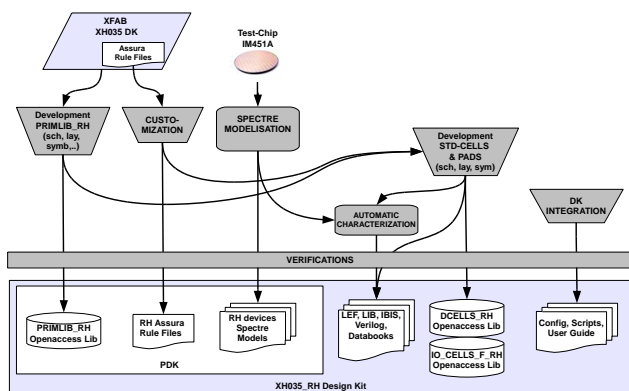 XFAB
XH035 DK
Assura
Rule Files
Test-Chip
IM451A
Development
PRIMLIB_RH
(sch, lay,
symb,..)
CUSTO-
MIZATION
SPECTRE
MODELISATION
Development
STD-CELLS
& PADS
(sch, lay, sym)
AUTOMATIC
CHARACTERIZATION
DK
INTEGRATION
VERIFICATIONS
PRIMLIB_RH
Openaccess Lib
RH Assura
Rule Files
RH devices
Spectre
Models
LEF, LIB, IBIS,
Verilog,
Databooks
DCELLS_RH
Openaccess Lib
IO_CELLS_F_RH
Openaccess Lib
Config, Scripts,
User Guide
PDK
XH035_RH Design Kit